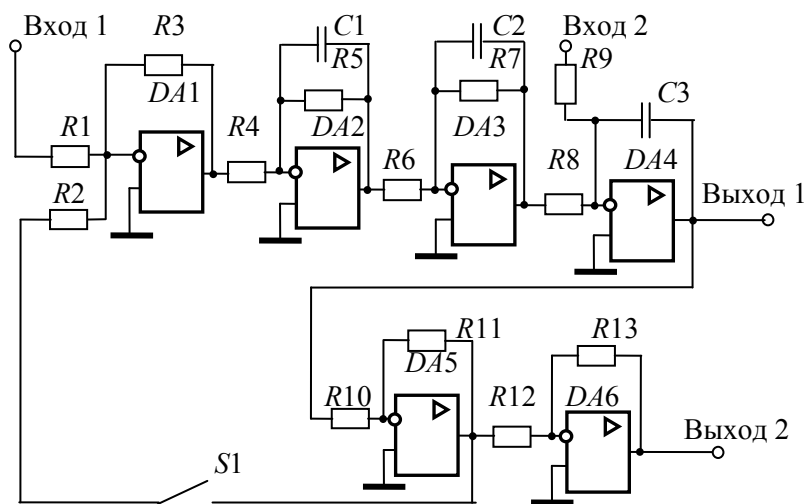 Вход 1
R3
C1
C2
Вход 2
R5
R7
R9
DA1
C3
R1
R4
DA2
DA3
R6
R8
DA4
R2
Выход 1
R11
R13
DA5
R10
R12
DA6
Выход 2
S1